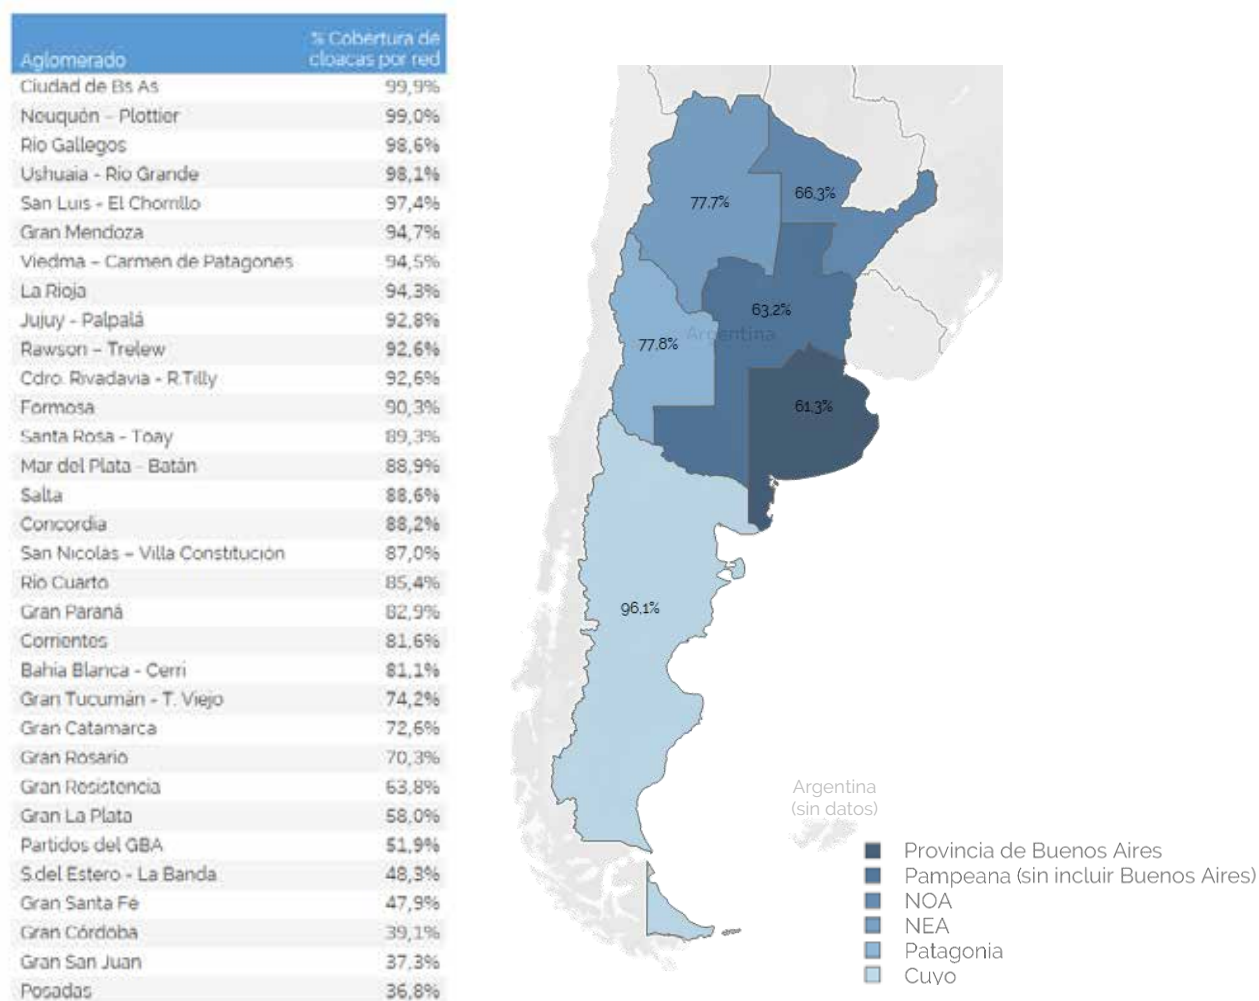 % Cobertura de
Aglomerado cloacas por red
Ciudad de Bs As 99,9%
Neuquén – Plottier 99,0%
Río Gallegos 98,6%
Ushuaia - Río Grande 98,1%
San Luis - El Chorrillo 97,4%
Gran Mendoza 94,7%
Viedma – Carmen de Patagones 94,5%
La Rioja 94,3%
Jujuy - Palpalá 92,8%
Rawson – Trelew 92,6%
Cdro. Rivadavia - R.Tilly 92,6%
Formosa 90,3%
Santa Rosa - Toay 89,3%
Mar del Plata - Batán 88,9%
Salta 88,6%
Concordia 88,2%
San Nicolás – Villa Constitución 87,0%
Río Cuarto 85,4%
Gran Paraná 82,9%
Corrientes 81,6%
Bahía Blanca - Cerri 81,1%
Gran Tucumán - T. Viejo 74,2%
Gran Catamarca 72,6%
Gran Rosario 70,3%
Gran Resistencia 63,8%
Gran La Plata 58,0%
Partidos del GBA 51,9%
S.del Estero - La Banda 48,3%
Gran Santa Fé 47,9%
Gran Córdoba 39,1%
Gran San Juan 37,3%
Posadas 36,8%
77,7%
66,3%
63,2%
Argentina
77,8%
61,3%
96,1%
Argentina
(sin datos)
Provincia de Buenos Aires
Pampeana (sin incluir Buenos Aires)
NOA
NEA
Patagonia
Cuyo